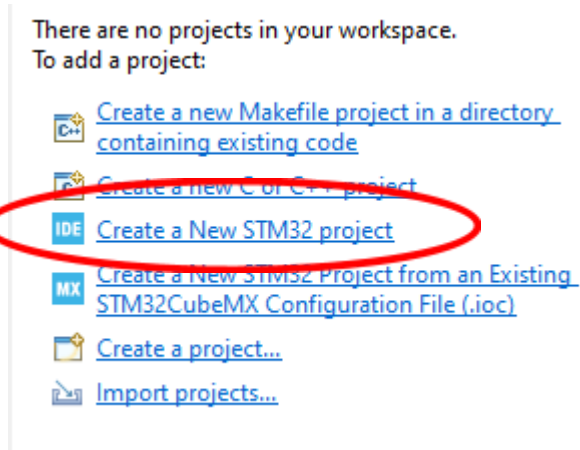 There are no projects in your workspace.
To add a project:
C++
Create a new Makefile project in a directory
containing existing code
Create a new C or C++ project
IDE
Create a New STM32 project
MX
Create a New STM32 Project from an Existing
STM32CubeMX Configuration File (.ioc)
Create a project...
Import projects...